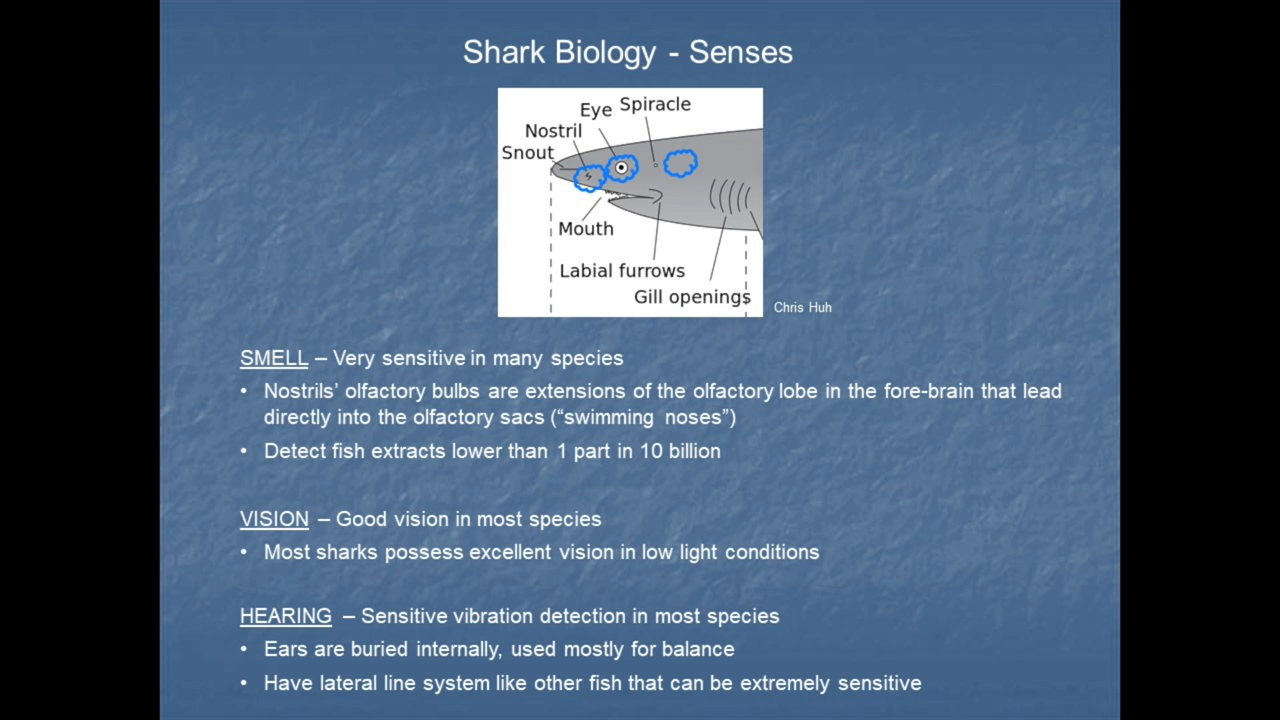 Shark Biology - Senses
Eye Spiracle
Nostril
Snout
Mouth
Labial furrows
Gill openings
Chris Huh
SMELL – Very sensitive in many species
• Nostrils’ olfactory bulbs are extensions of the olfactory lobe in the fore-brain that lead
directly into the olfactory sacs (“swimming noses”)
• Detect fish extracts lower than 1 part in 10 billion
VISION – Good vision in most species
• Most sharks possess excellent vision in low light conditions
HEARING – Sensitive vibration detection in most species
• Ears are buried internally, used mostly for balance
• Have lateral line system like other fish that can be extremely sensitive